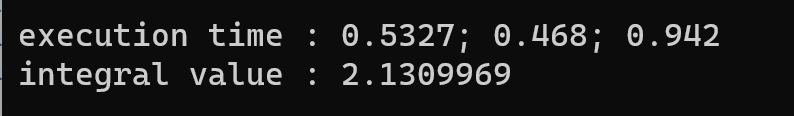 execution time : 0.5327; 0.468; 0.942
integral value : 2.1309969